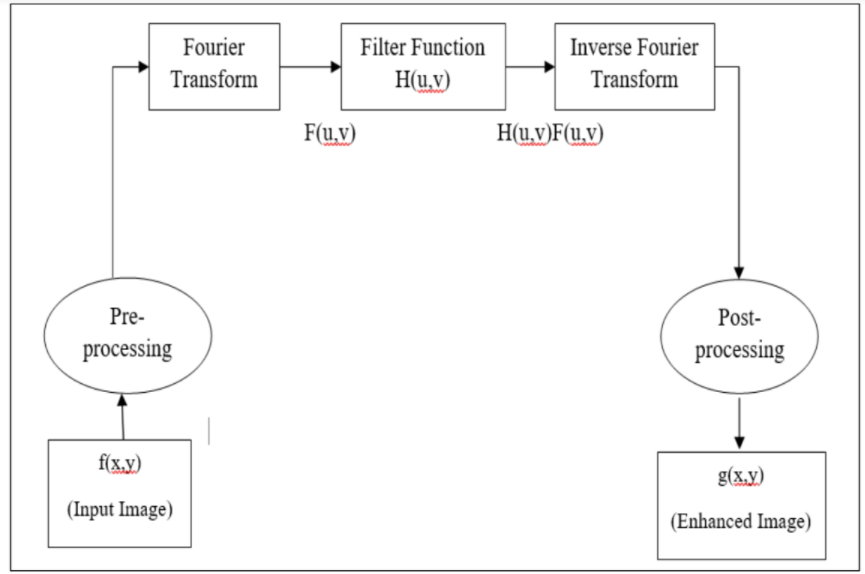 Fourier
Transform
Filter Function
H(u,v)
Inverse Fourier
Transform
F(u,v)
H(u,v)F(u,v)
Pre-
processing
Post-
processing
f(x,y)
(Input Image)
g(x,y)
(Enhanced Image)